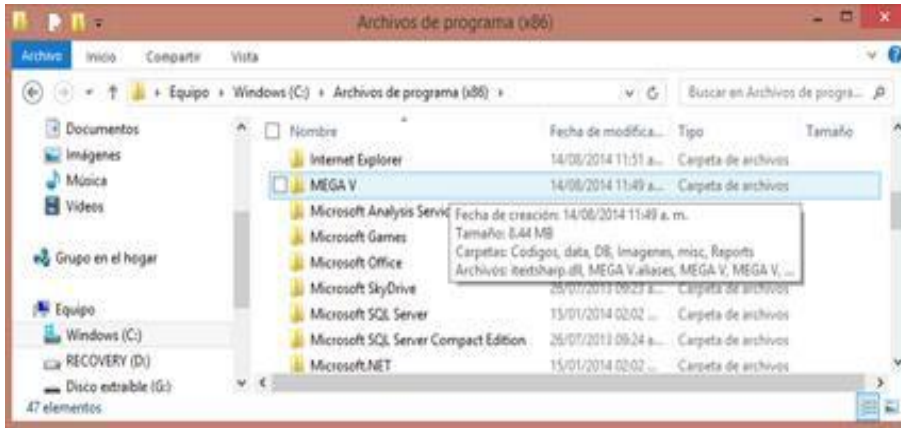 Archivos de programa (x86)
Archivo Inicio Compartir Vista
Equipo Windows (C:) Archivos de programa (x86)
Buscar en Archivos de progra...
Documentos
Imágenes
Música
Videos
Grupo en el hogar
Equipo
Windows (C:)
RECOVERY (D:)
Disco extraíble (G:)
Nombre Fecha de modifica... Tipo Tamaño
Internet Explorer 14/08/2014 11:51 a... Carpeta de archivos
MEGA V 14/08/2014 11:49 a... Carpeta de archivos
Microsoft Analysis Servic
Microsoft Games
Microsoft Office
Microsoft SkyDrive 26/07/2013 09:23 a... Carpeta de archivos
Microsoft SQL Server 15/01/2014 02:02 ... Carpeta de archivos
Microsoft SQL Server Compact Edition 26/07/2013 09:24 a... Carpeta de archivos
Microsoft.NET 15/01/2014 02:02 ... Carpeta de archivos
Fecha de creación: 14/08/2014 11:49 a. m.
Tamaño: 8.44 MB
Carpetas: Codigos, data, DB, Imagenes, misc, Reports
Archivos: itextsharp.dll, MEGA V.aliases, MEGA V, MEGA V, ...
47 elementos